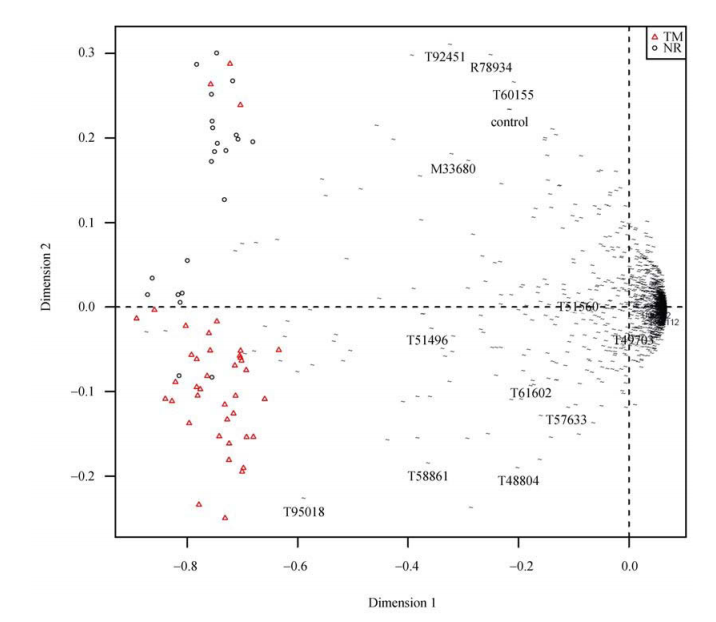 TM
NR
0.3
0.2
0.1
0.0
−0.1
−0.2
Dimension 2
T92451
R78934
T60155
control
M33680
T51560
T51496
T49703
T61602
T57633
T58861
T48804
T95018
−0.8
−0.6
−0.4
−0.2
0.0
Dimension 1